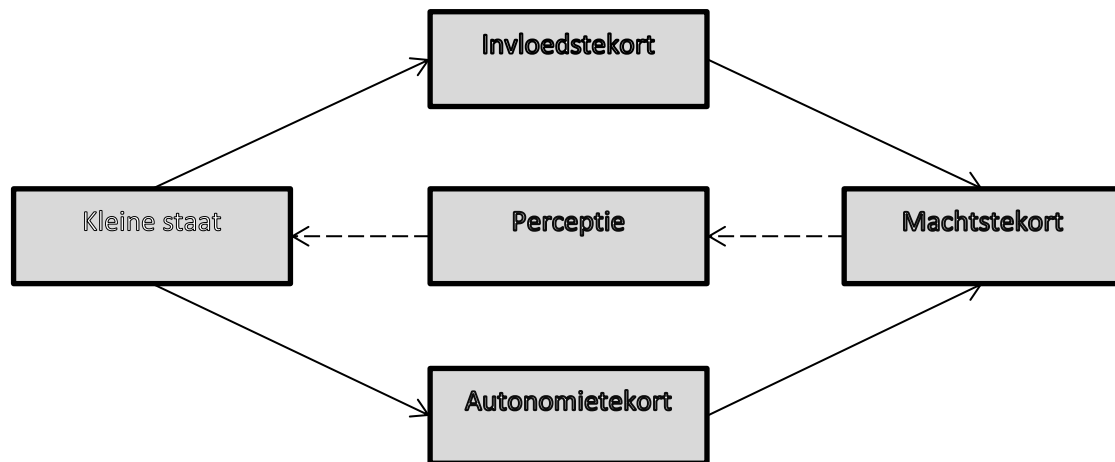 Invloedstekort
Kleine staat
Perceptie
Machtstekort
Autonomietekort